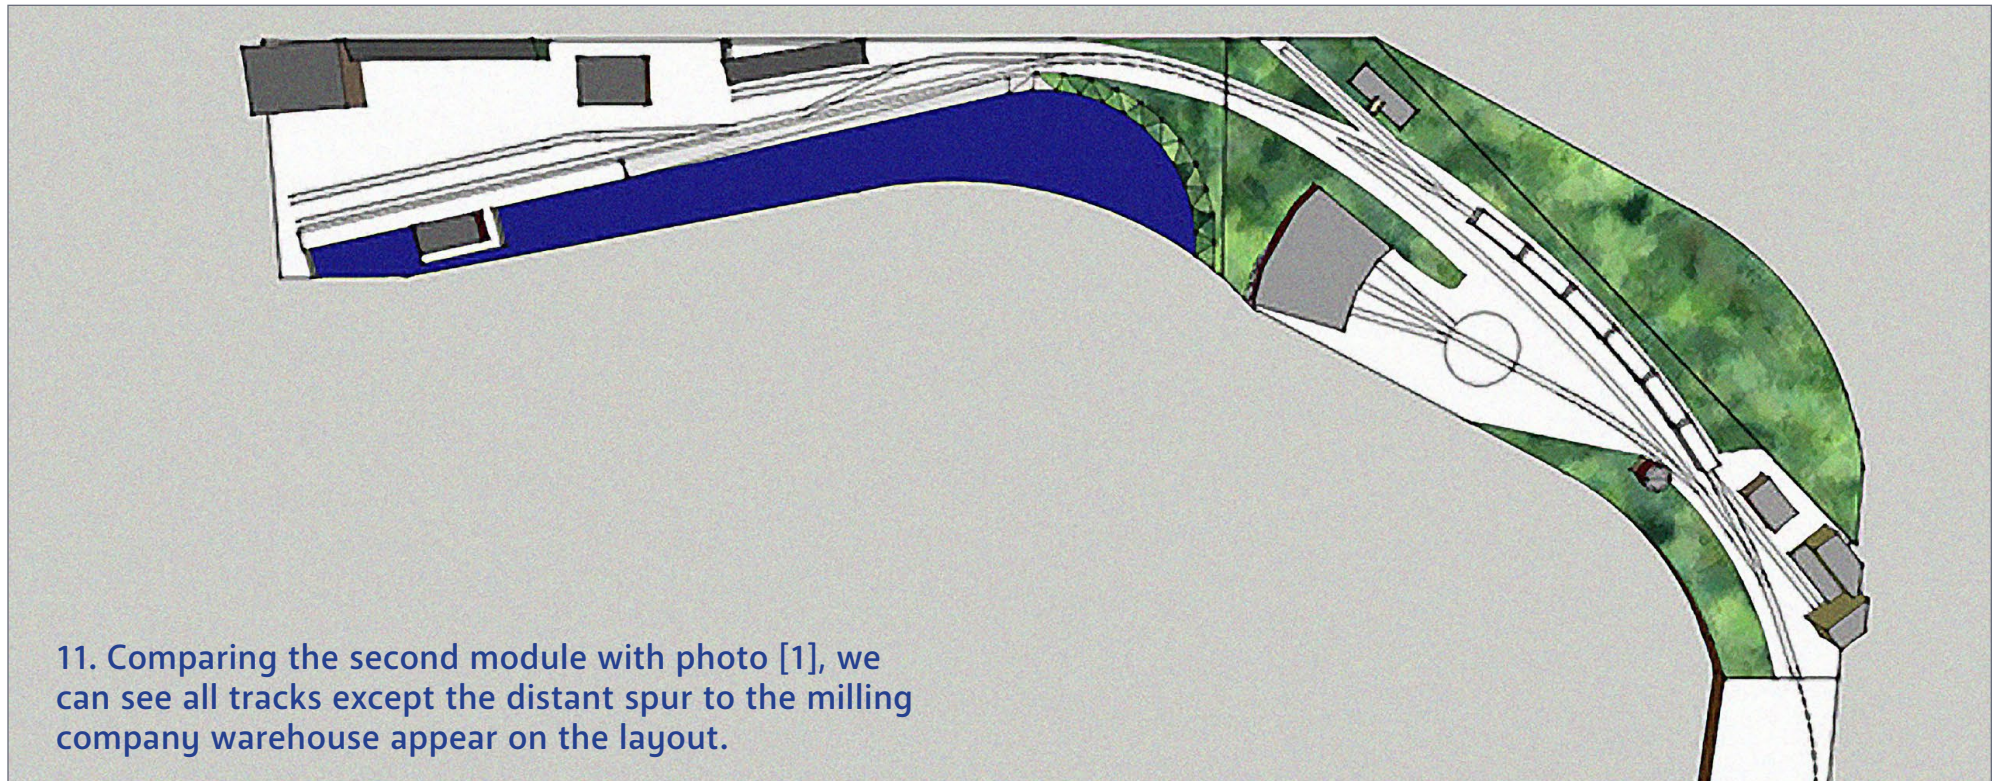 11. Comparing the second module with photo [1], we
can see all tracks except the distant spur to the milling
company warehouse appear on the layout.